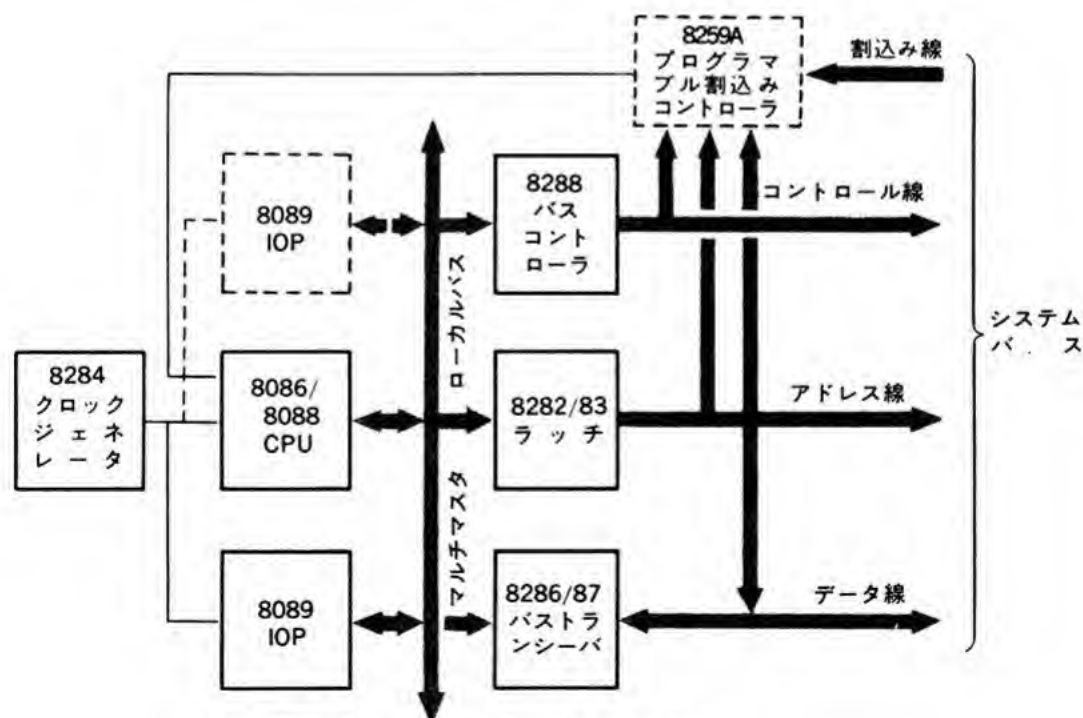 8259A
プログラマ
ブル割込み
コントローラ
割込み線
8089
IOP
8288
バス
コント
ローラ
コントロール線
ローカルバス
システム
バス
8284
クロック
ジェネ
レータ
8086/
8088
CPU
8282/83
ラッチ
アドレス線
マルチマスタ
8089
IOP
8286/87
バストラ
ンシーバ
データ線